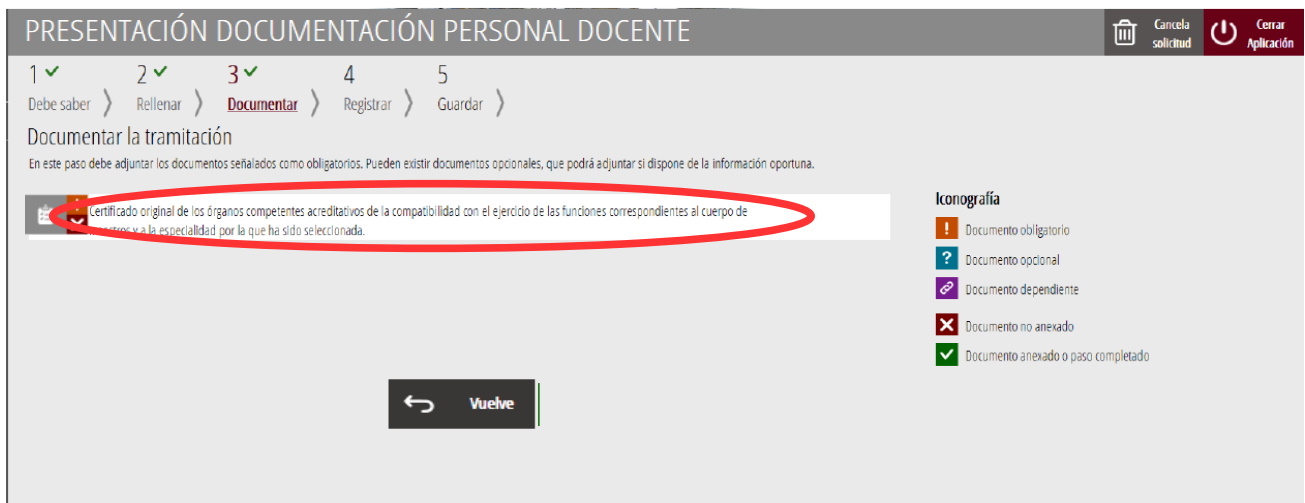 PRESENTACIÓN DOCUMENTACIÓN PERSONAL DOCENTE
Cancela
solicitud
Cerrar
Aplicación
1 2 3 4 5
Debe saber Rellenar Documentar Registrar Guardar
Documentar la tramitación
En este paso debe adjuntar los documentos señalados como obligatorios. Pueden existir documentos opcionales, que podrá adjuntar si dispone de la información oportuna.
Certificado original de los órganos competentes acreditativos de la compatibilidad con el ejercicio de las funciones correspondientes al cuerpo de
y a la especialidad por la que ha sido seleccionada.
Iconografía
! Documento obligatorio
? Documento opcional
Documento dependiente
Documento no anexado
Documento anexado o paso completado
Vuelve